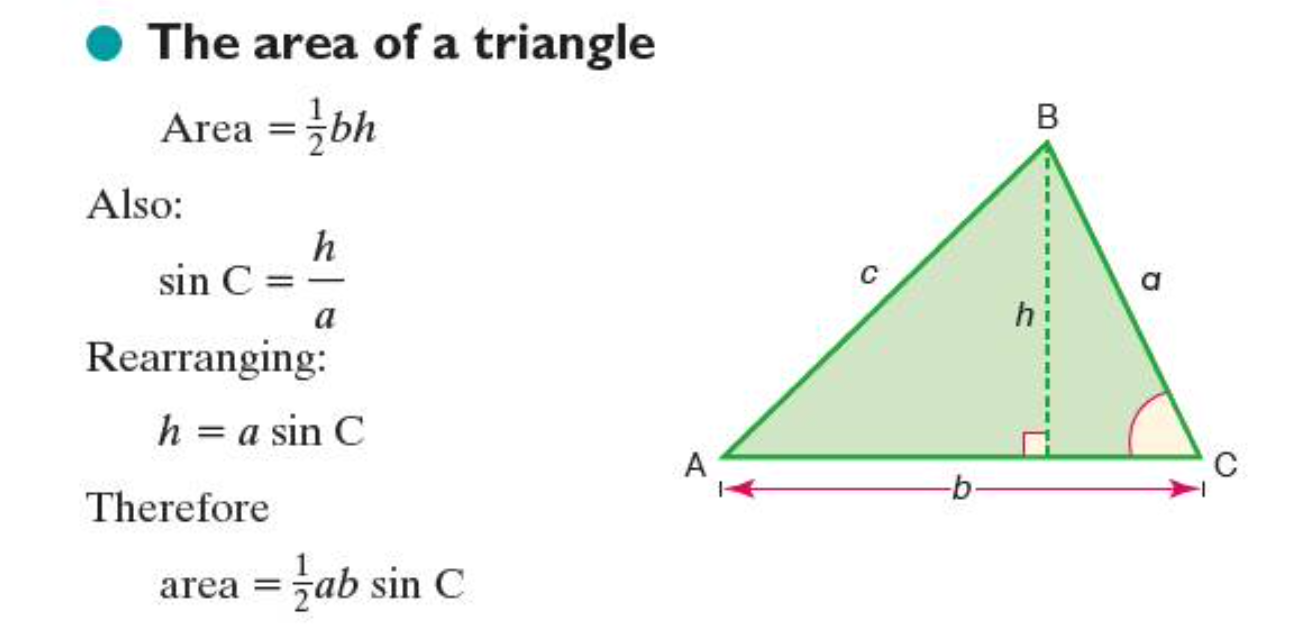 The area of a triangle
Area = ½bh
Also:
sin C = h/a
Rearranging:
h = a sin C
Therefore
area = ½ab sin C
B
c
a
h
A
C
b